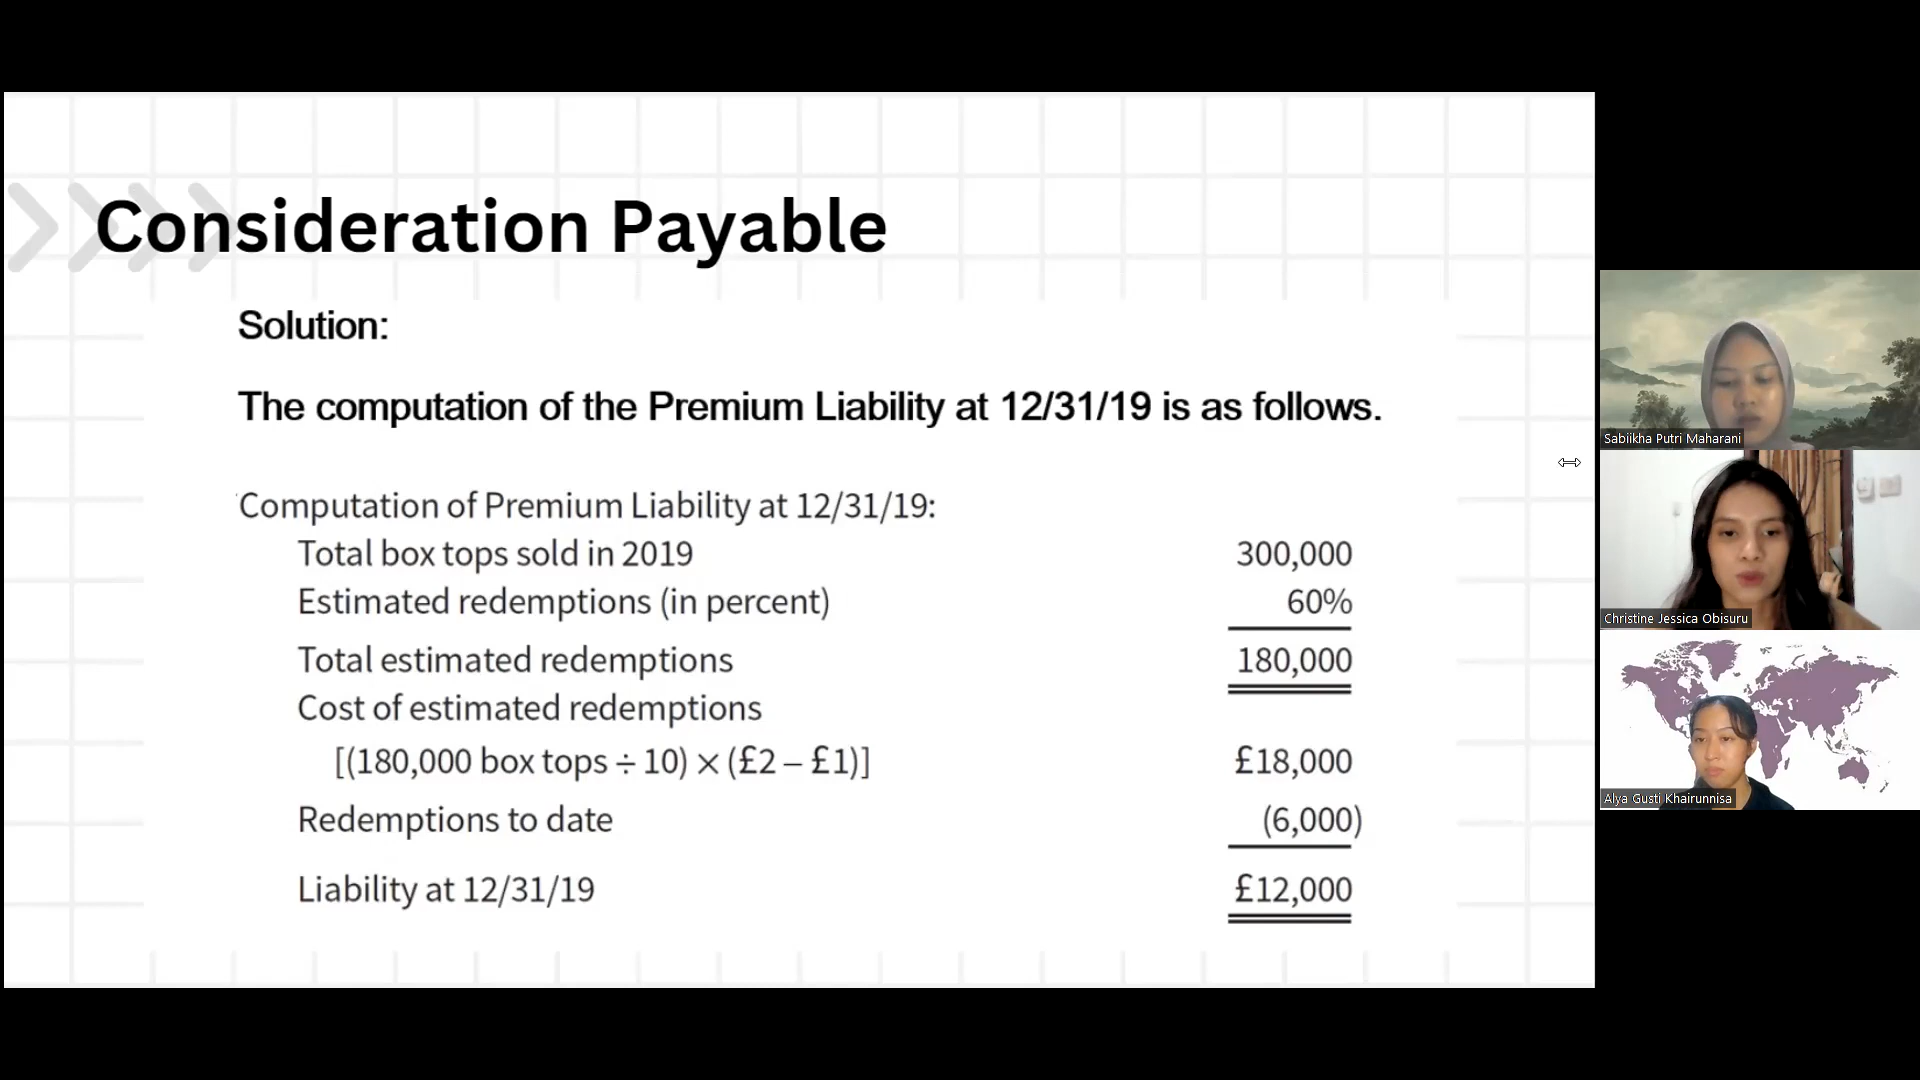 Consideration Payable
Solution:
The computation of the Premium Liability at 12/31/19 is as follows.
Computation of Premium Liability at 12/31/19:
Total box tops sold in 2019 300,000
Estimated redemptions (in percent) 60%
Total estimated redemptions 180,000
Cost of estimated redemptions
[(180,000 box tops ÷ 10) × (£2 – £1)] £18,000
Redemptions to date (6,000)
Liability at 12/31/19 £12,000
Sabiikha Putri Maharani
Christine Jessica Obisuru
Alya Gusti Khairunnisa